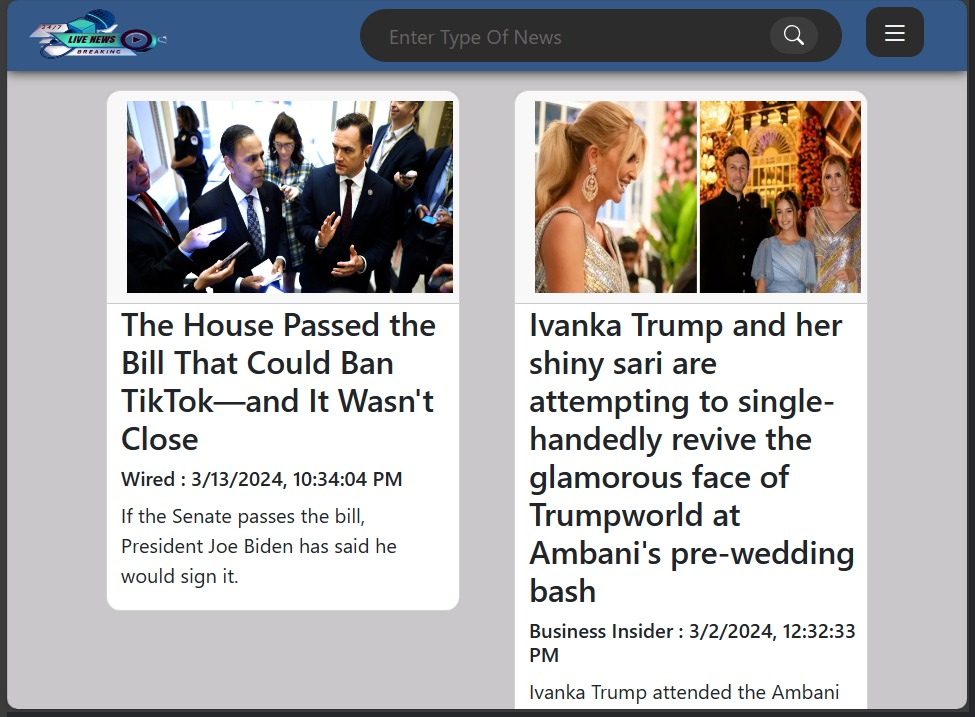 24/7
LIVE NEWS
BREAKING
Enter Type Of News
The House Passed the
Bill That Could Ban
TikTok—and It Wasn't
Close
Wired : 3/13/2024, 10:34:04 PM
If the Senate passes the bill,
President Joe Biden has said he
would sign it.
Ivanka Trump and her
shiny sari are
attempting to single-
handedly revive the
glamorous face of
Trumpworld at
Ambani's pre-wedding
bash
Business Insider : 3/2/2024, 12:32:33
PM
Ivanka Trump attended the Ambani